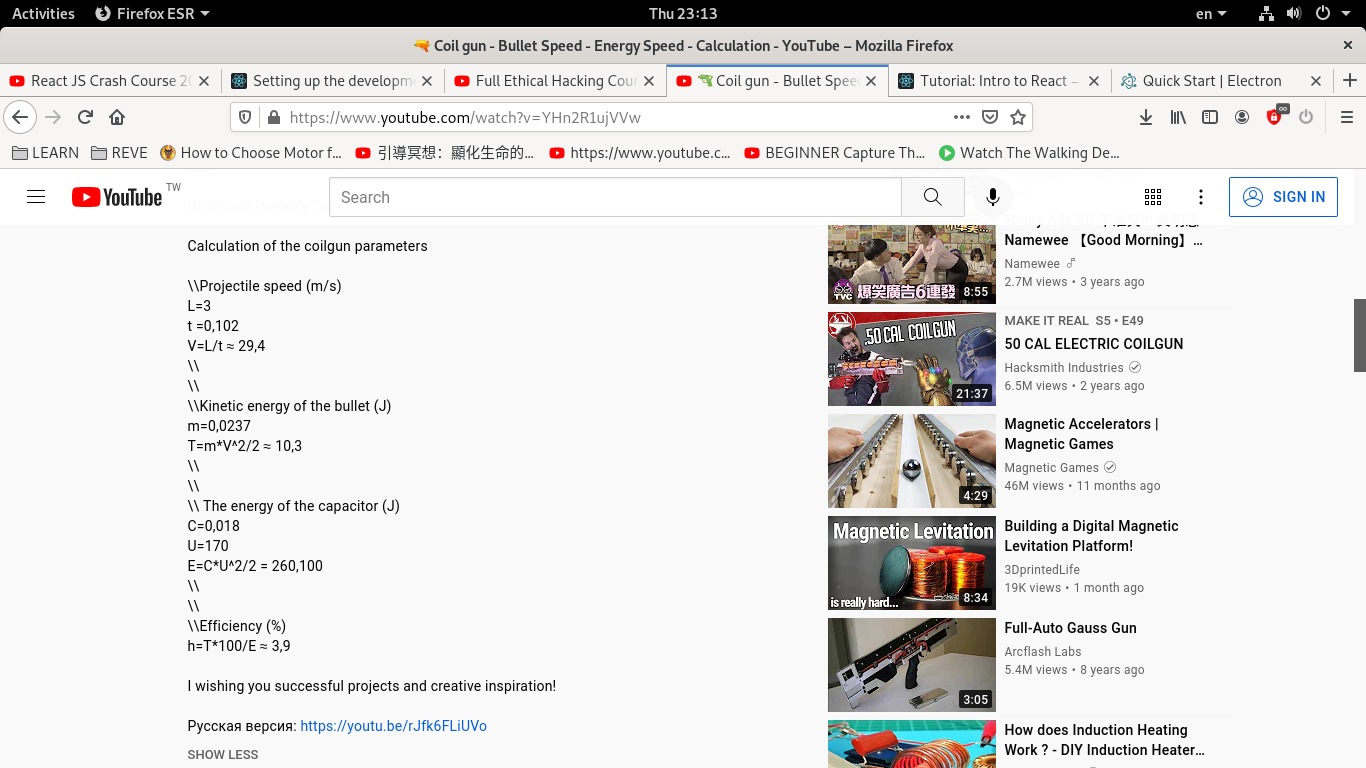 Activities
Firefox ESR
Thu 23:13
en
Coil gun - Bullet Speed - Energy Speed - Calculation - YouTube – Mozilla Firefox
React JS Crash Course 20
Setting up the developme
Full Ethical Hacking Cour
Coil gun - Bullet Spee
Tutorial: Intro to React –
Quick Start | Electron
https://www.youtube.com/watch?v=YHn2R1ujVVw
LEARN
REVE
How to Choose Motor f...
引導冥想：顯化生命的...
https://www.youtube.c...
BEGINNER Capture Th...
Watch The Walking De...
YouTube
TW
Search
SIGN IN
Calculation of the coilgun parameters
\\Projectile speed (m/s)
L=3
t =0,102
V=L/t ≈ 29,4
\\
\\
\\Kinetic energy of the bullet (J)
m=0,0237
T=m*V^2/2 ≈ 10,3
\\
\\
\\ The energy of the capacitor (J)
C=0,018
U=170
E=C*U^2/2 = 260,100
\\
\\
\\Efficiency (%)
h=T*100/E ≈ 3,9
I wishing you successful projects and creative inspiration!
Русская версия: https://youtu.be/rJfk6FLiUVo
SHOW LESS
TVC
爆笑廣告6連發
8:55
Namewee 【Good Morning】 ...
Namewee
2.7M views • 3 years ago
.50 CAL COILGUN
21:37
MAKE IT REAL S5 • E49
50 CAL ELECTRIC COILGUN
Hacksmith Industries
6.5M views • 2 years ago
4:29
Magnetic Accelerators |
Magnetic Games
Magnetic Games
46M views • 11 months ago
Magnetic Levitation
is really hard...
8:34
Building a Digital Magnetic
Levitation Platform!
3DprintedLife
19K views • 1 month ago
3:05
Full-Auto Gauss Gun
Arcflash Labs
5.4M views • 8 years ago
How does Induction Heating
Work ? - DIY Induction Heater...